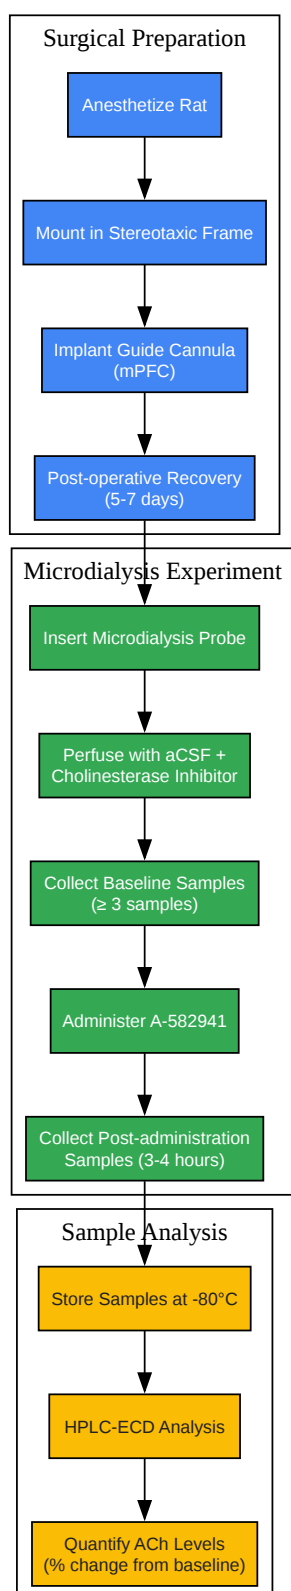 Surgical Preparation
Anesthetize Rat
Mount in Stereotaxic Frame
Implant Guide Cannula
(mPFC)
Post-operative Recovery
(5-7 days)
Microdialysis Experiment
Insert Microdialysis Probe
Perfuse with aCSF +
Cholinesterase Inhibitor
Collect Baseline Samples
(≥ 3 samples)
Administer A-582941
Collect Post-administration
Samples (3-4 hours)
Sample Analysis
Store Samples at -80°C
HPLC-ECD Analysis
Quantify ACh Levels
(% change from baseline)